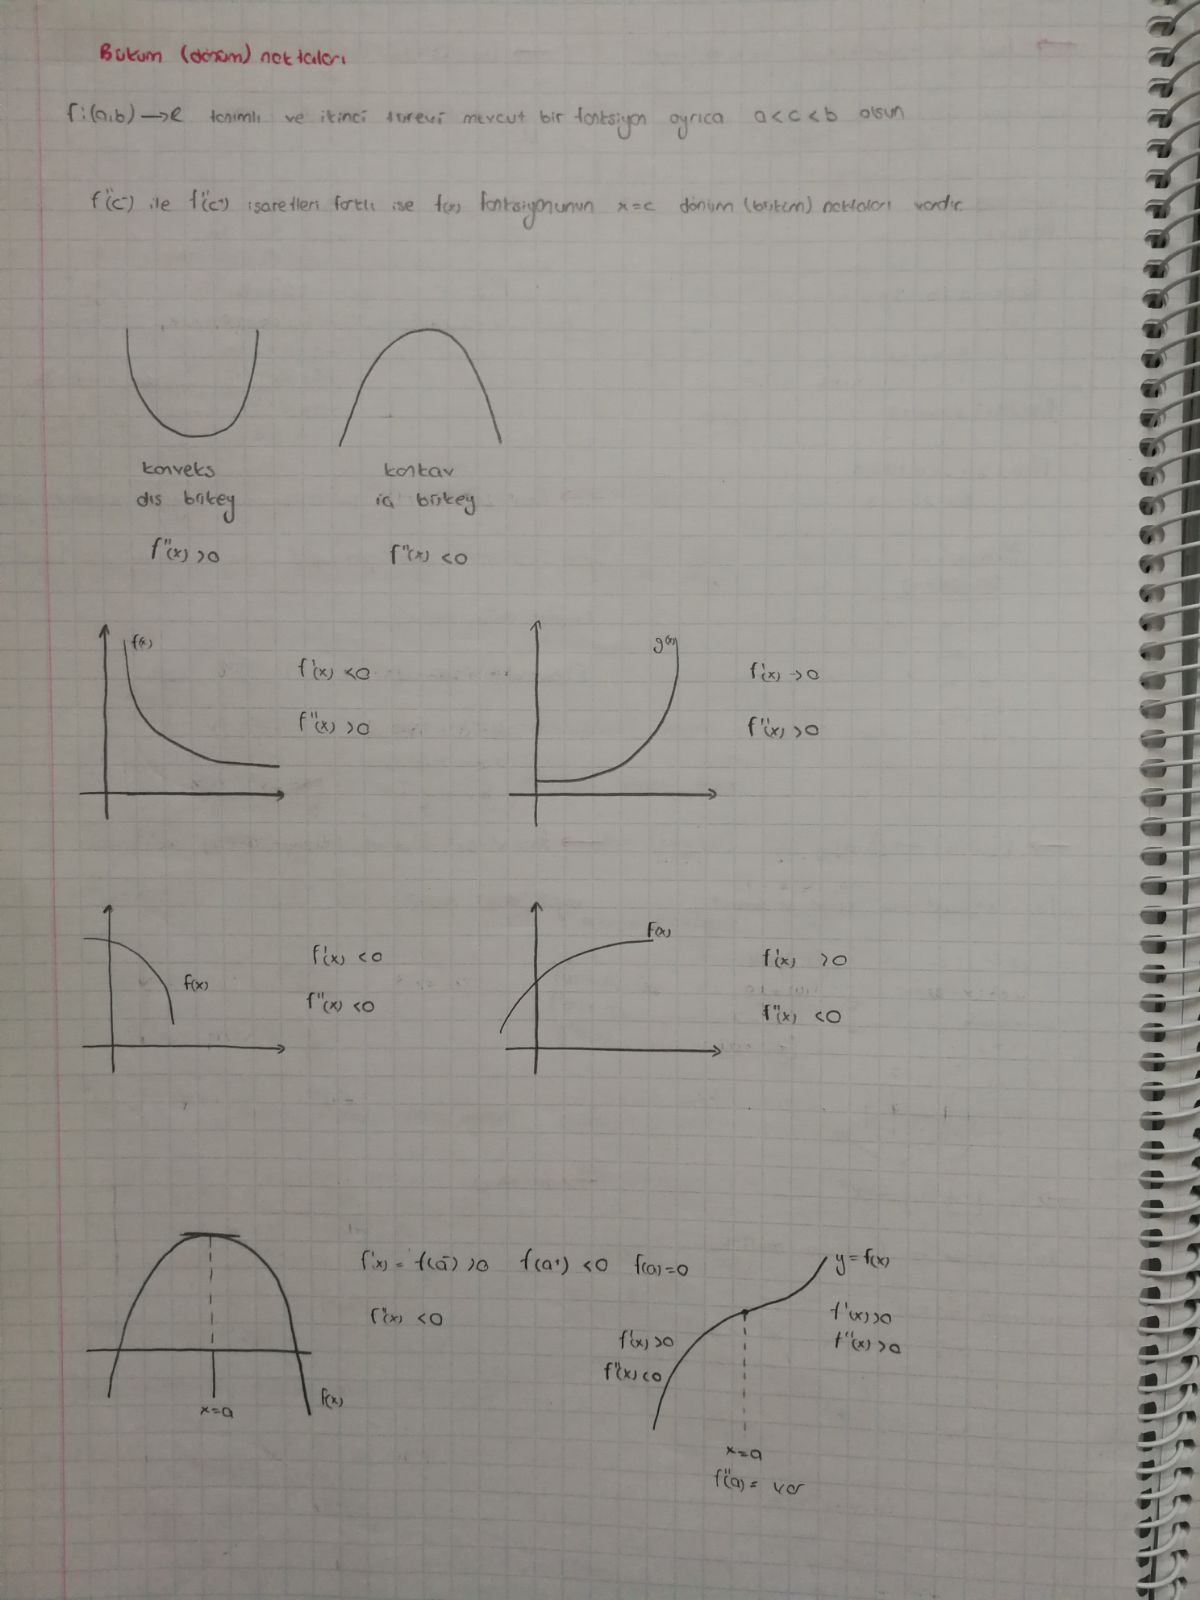 Büküm (dönüm) noktaları
f:(a,b) → R tanımlı ve ikinci türevi mevcut bir fonksiyon ayrıca a<c<b olsun
f''(c⁻) ile f''(c⁺) işaretleri farklı ise f(x) fonksiyonunun x=c dönüm (büküm) noktaları vardır
konveks konkav
dış bükey iç bükey
f''(x) >0 f''(x) <0
f(x) g(x)
f'(x) <0 f'(x) >0
f''(x) >0 f''(x) >0
f(x)
f'(x) <0 f'(x) >0
f(x)
f''(x) <0 f''(x) <0
f'(x) = f(a⁻) >0 f(a⁺) <0 f(a)=0 y=f(x)
f''(x) <0 f'(x)>0
f'(x) >0 f''(x)>0
f''(x) <0
f(x)
x=a
x=a
f''(a) = var